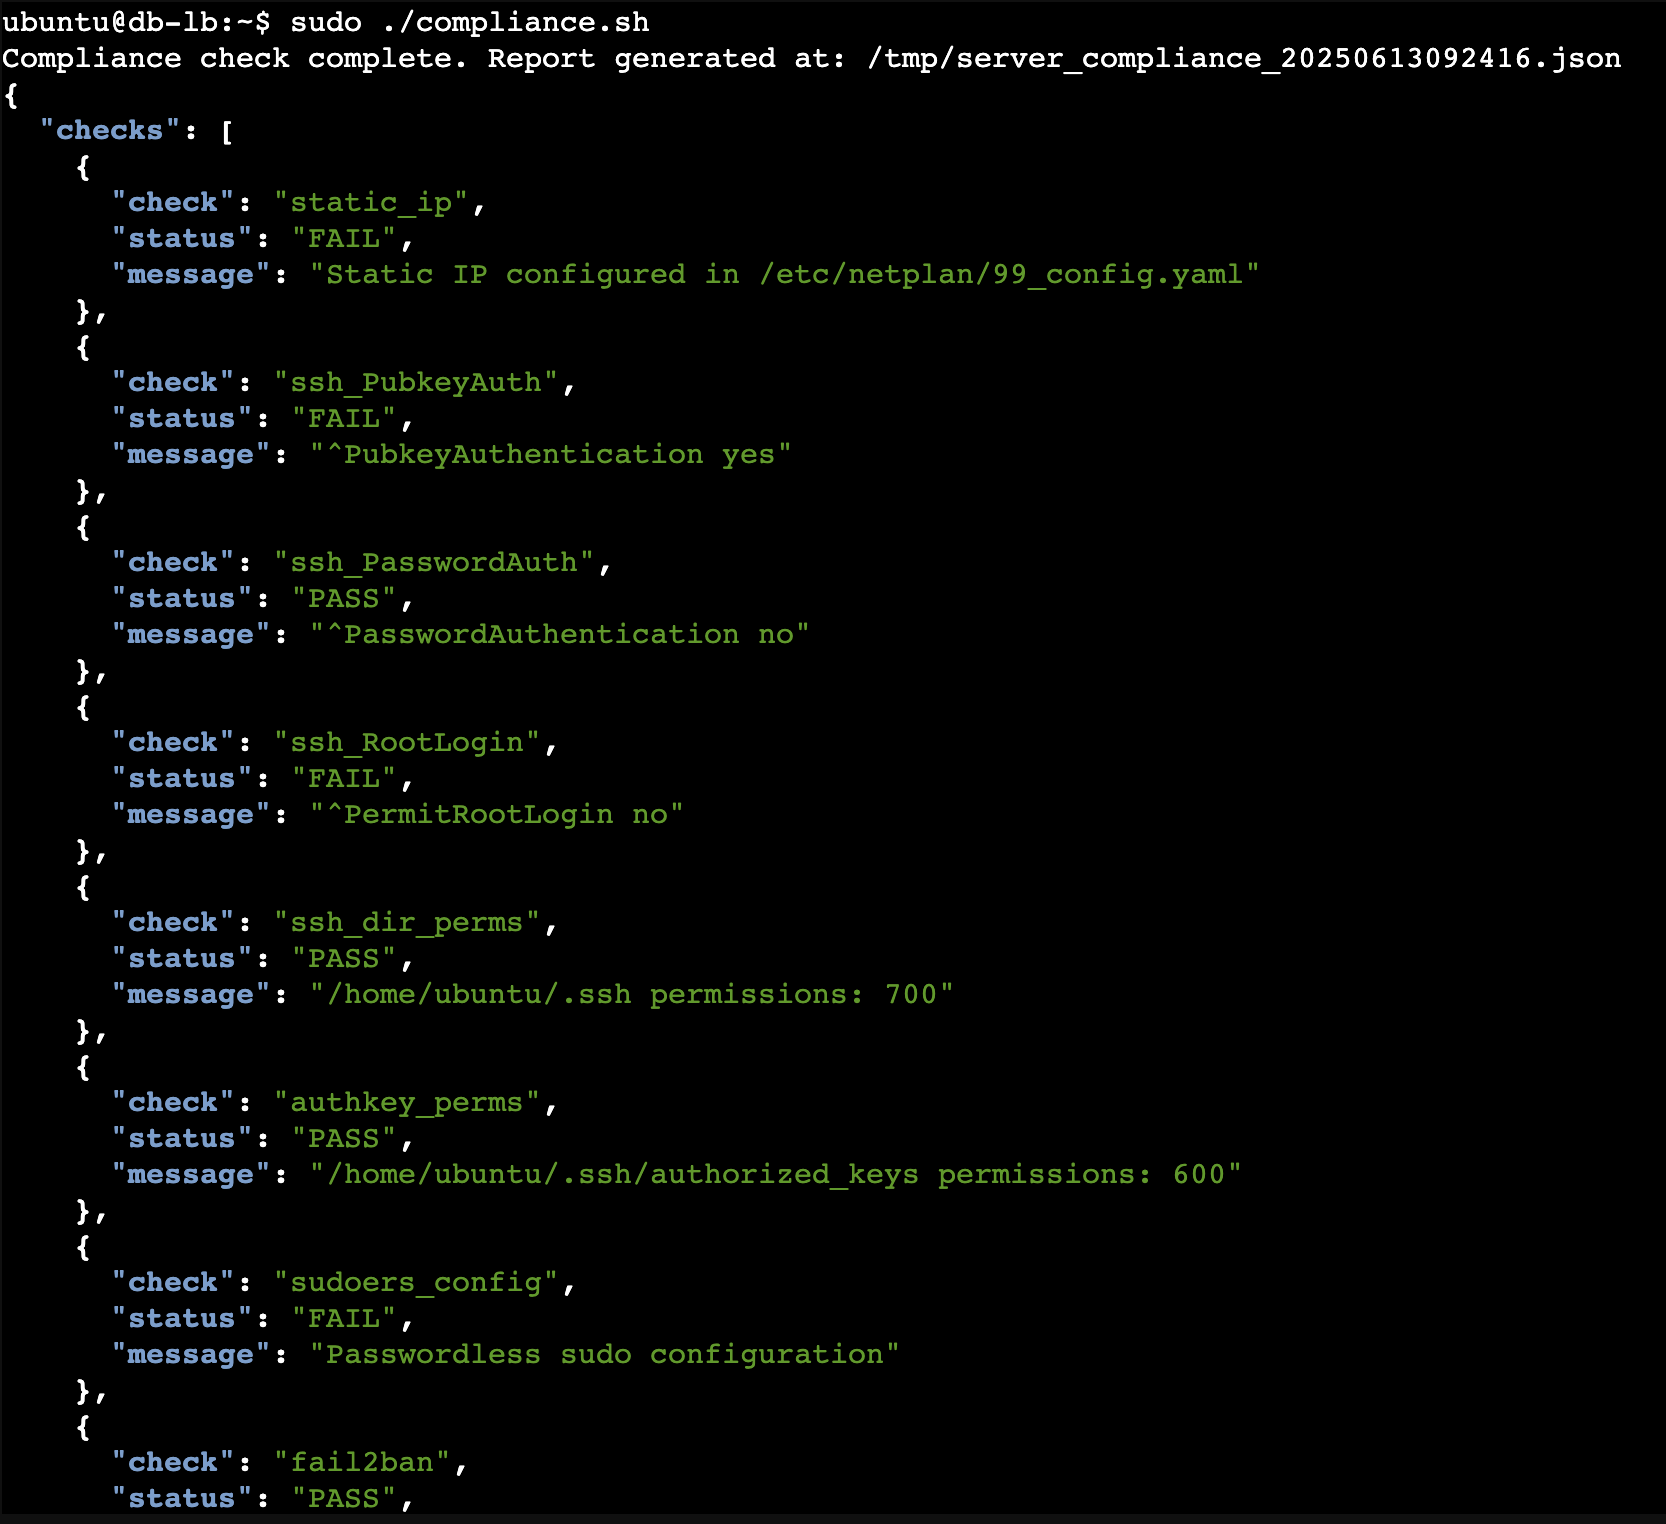 ubuntu@db-lb:~$ sudo ./compliance.sh
Compliance check complete. Report generated at: /tmp/server_compliance_20250613092416.json
{
  "checks": [
    {
      "check": "static_ip",
      "status": "FAIL",
      "message": "Static IP configured in /etc/netplan/99_config.yaml"
    },
    {
      "check": "ssh_PubkeyAuth",
      "status": "FAIL",
      "message": "^PubkeyAuthentication yes"
    },
    {
      "check": "ssh_PasswordAuth",
      "status": "PASS",
      "message": "^PasswordAuthentication no"
    },
    {
      "check": "ssh_RootLogin",
      "status": "FAIL",
      "message": "^PermitRootLogin no"
    },
    {
      "check": "ssh_dir_perms",
      "status": "PASS",
      "message": "/home/ubuntu/.ssh permissions: 700"
    },
    {
      "check": "authkey_perms",
      "status": "PASS",
      "message": "/home/ubuntu/.ssh/authorized_keys permissions: 600"
    },
    {
      "check": "sudoers_config",
      "status": "FAIL",
      "message": "Passwordless sudo configuration"
    },
    {
      "check": "fail2ban",
      "status": "PASS",